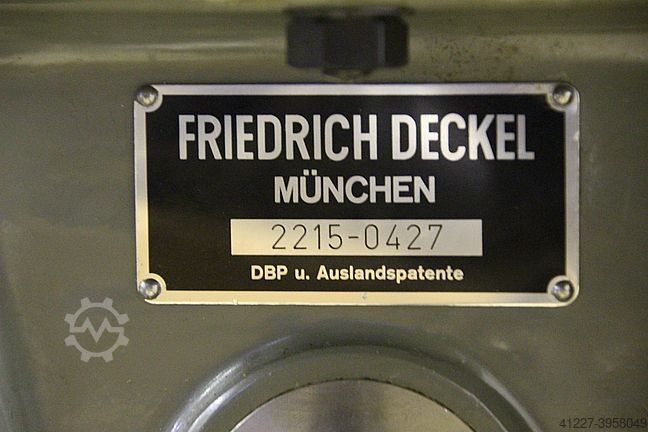 FRIEDRICH DECKEL
MÜNCHEN
2215-0427
DBP u. Auslandspatente
41227-3958049